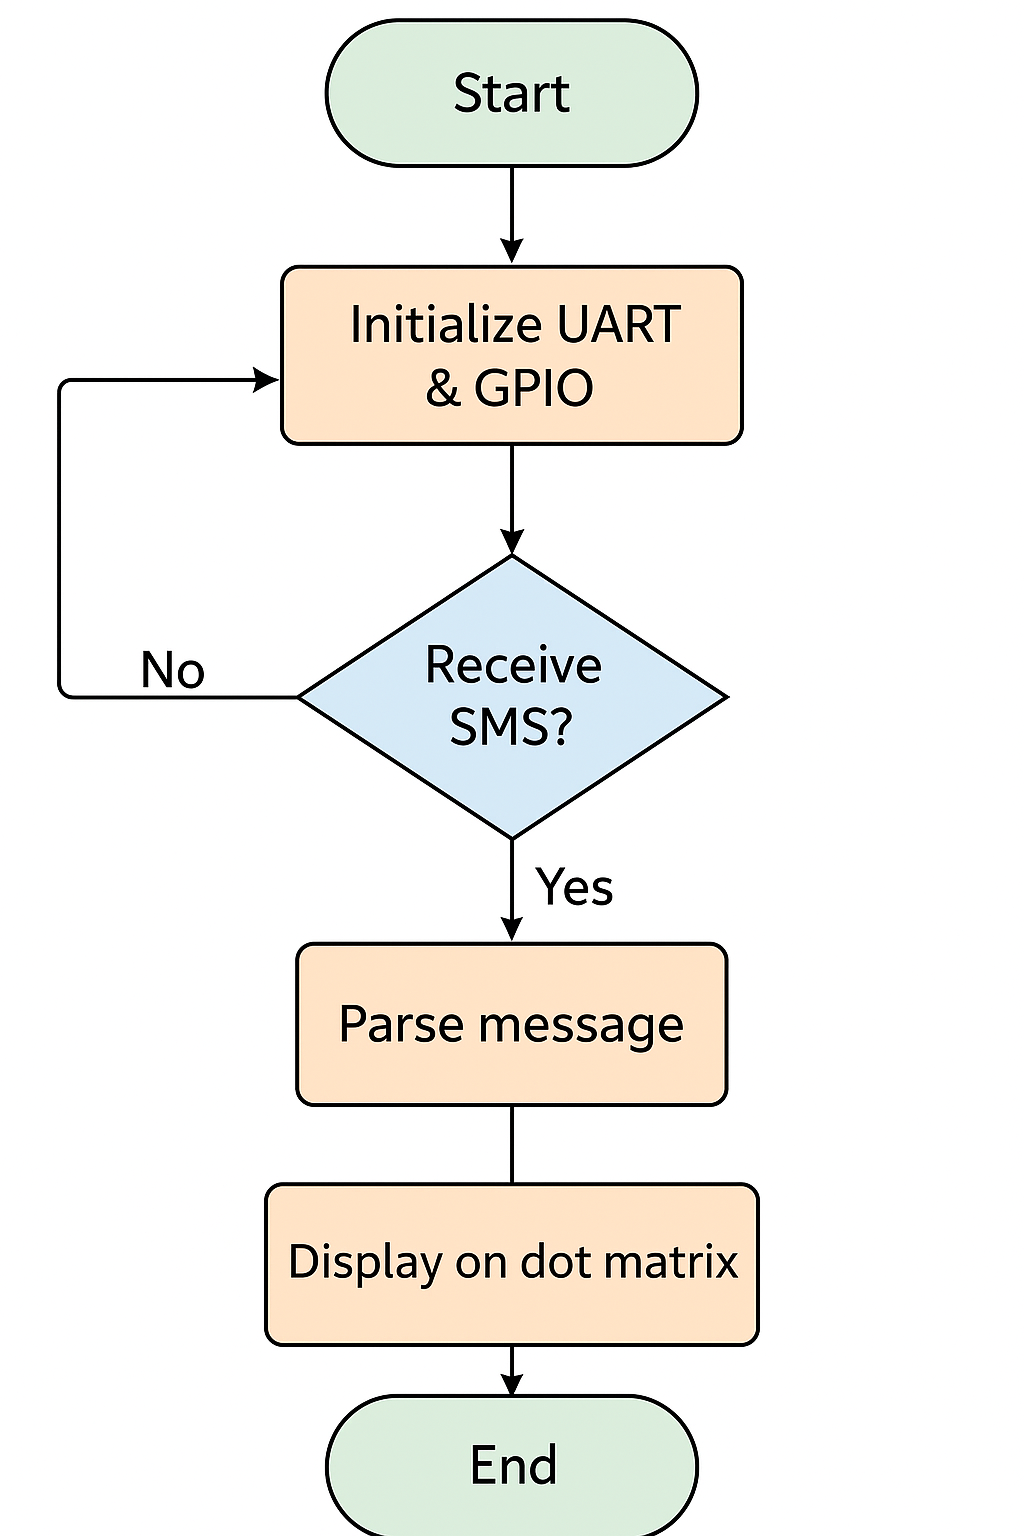 Start
Initialize UART
& GPIO
Receive
SMS?
No
Yes
Parse message
Display on dot matrix
End